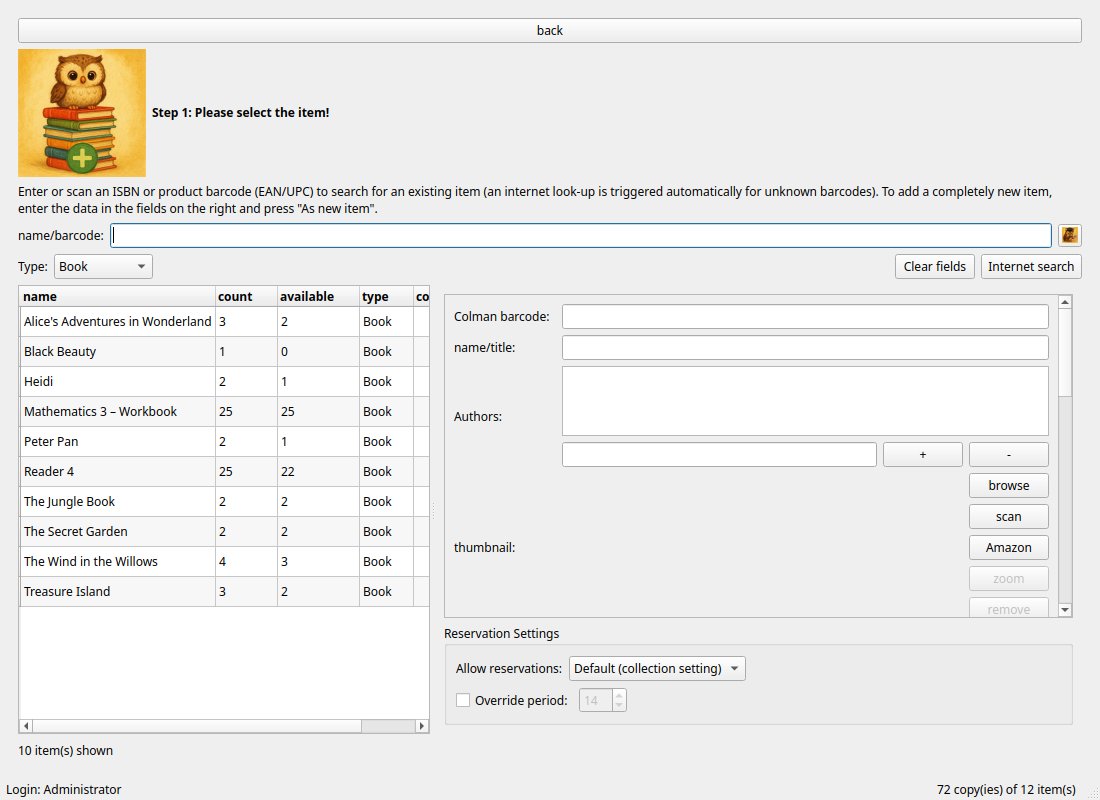 back
Step 1: Please select the item!
Enter or scan an ISBN or product barcode (EAN/UPC) to search for an existing item (an internet look-up is triggered automatically for unknown barcodes). To add a completely new item,
enter the data in the fields on the right and press "As new item".
name/barcode:
Type: Book Clear fields Internet search
name count available type co
Alice's Adventures in Wonderland 3 2 Book
Black Beauty 1 0 Book
Heidi 2 1 Book
Mathematics 3 – Workbook 25 25 Book
Peter Pan 2 1 Book
Reader 4 25 22 Book
The Jungle Book 2 2 Book
The Secret Garden 2 2 Book
The Wind in the Willows 4 3 Book
Treasure Island 3 2 Book
10 item(s) shown
Colman barcode:
name/title:
Authors:
+ -
browse
scan
thumbnail: Amazon
zoom
remove
Reservation Settings
Allow reservations: Default (collection setting)
Override period: 14
Login: Administrator 72 copy(ies) of 12 item(s)